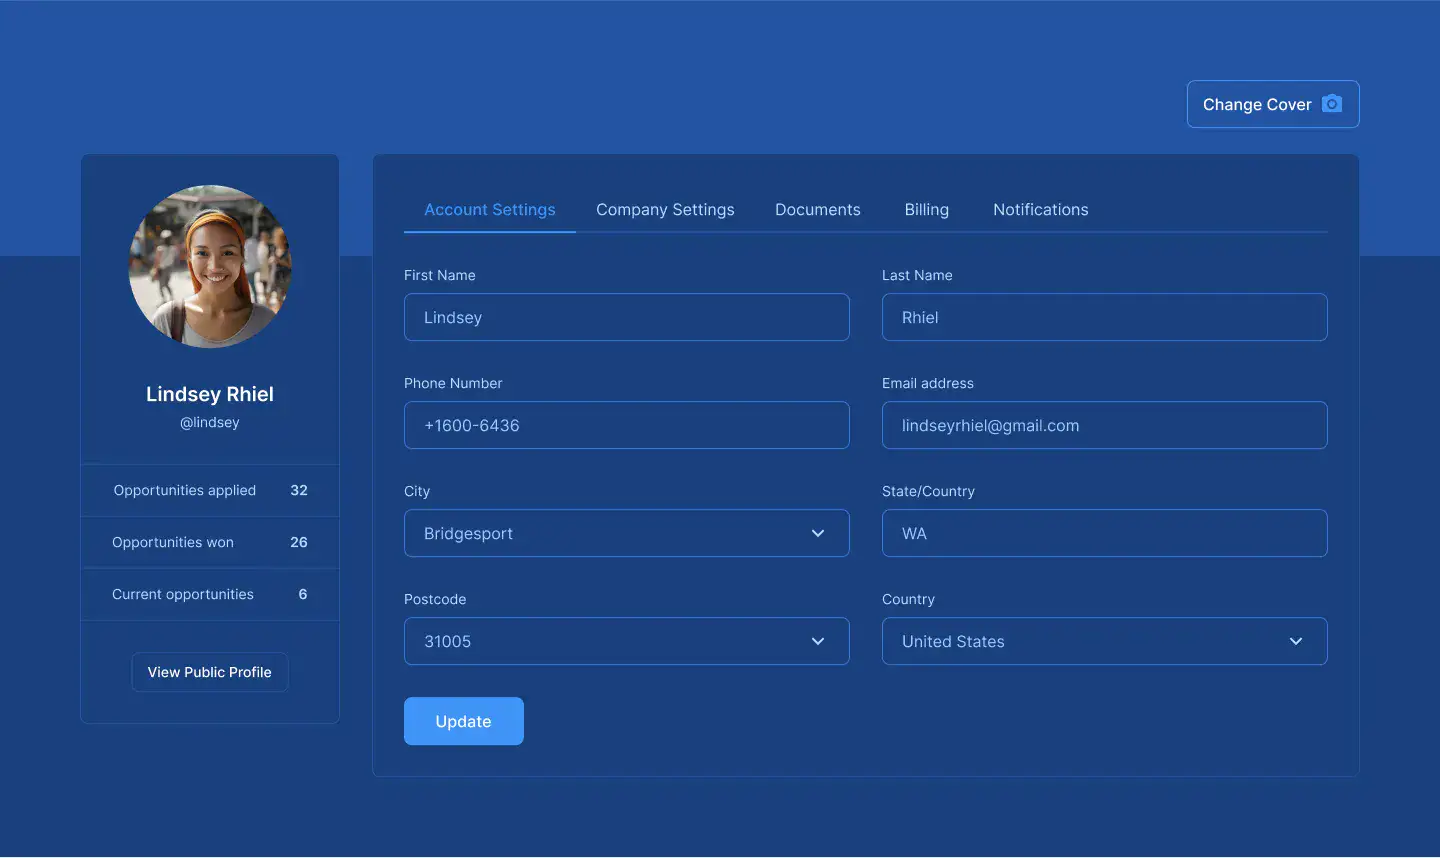 Change Cover
Lindsey Rhiel
@lindsey
Opportunities applied 32
Opportunities won 26
Current opportunities 6
View Public Profile
Account Settings Company Settings Documents Billing Notifications
First Name Last Name
Lindsey Rhiel
Phone Number Email address
+1600-6436 lindseyrhiel@gmail.com
City State/Country
Bridgesport WA
Postcode Country
31005 United States
Update